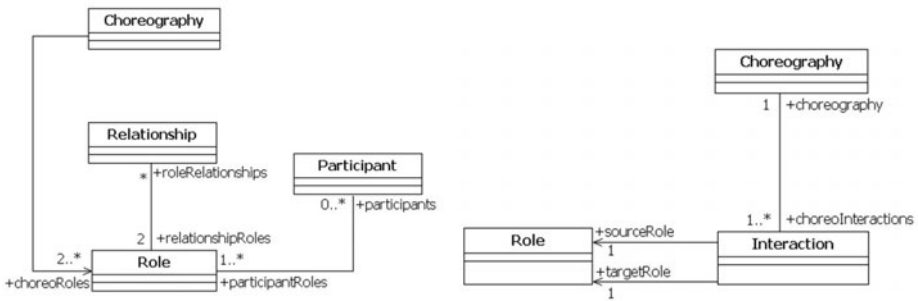 Choreography
Relationship
* +roleRelationships
Participant
0..* +participants
2 +relationshipRoles
2..*
+choreoRoles
Role
1..*
+participantRoles
Choreography
1 +choreography
1..* +choreoInteractions
Role
+sourceRole
1
+targetRole
1
Interaction